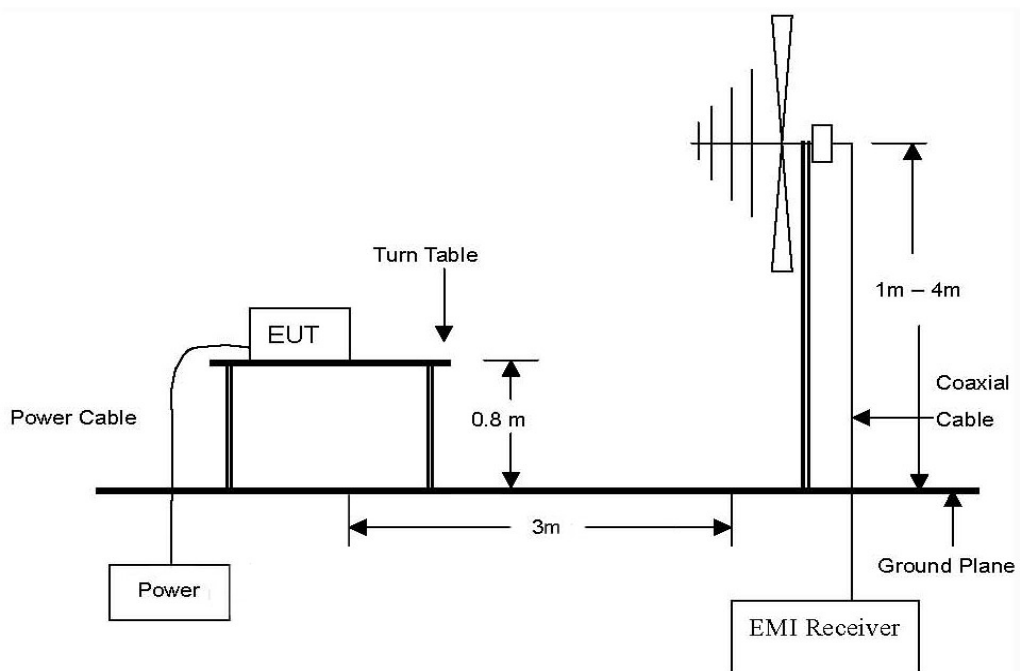 Turn Table
EUT
1m – 4m
Power Cable
0.8 m
Coaxial
Cable
3m
Ground Plane
Power
EMI Receiver